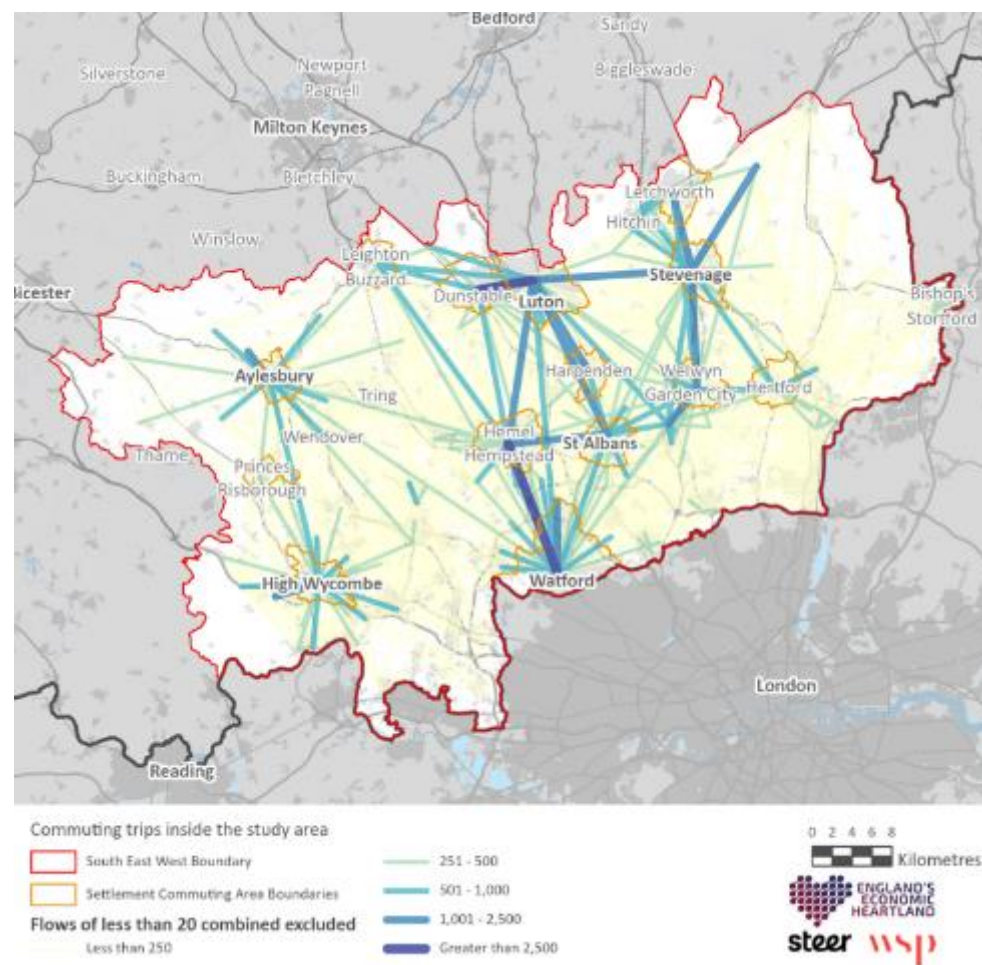 Bedford
Sandy
Silverstone
Newport
Pagnell
Biggleswade
Milton Keynes
Buckingham
Bletchley
Letchworth
Hitchin
Winslow
Leighton
Buzzard
Stevenage
Bicester
Dunstable
Luton
Bishop's
Stortford
Aylesbury
Harpenden
Welwyn
Garden City
Hertford
Tring
Wendover
Hemel
Hempstead
St Albans
Thame
Princes
Risborough
High Wycombe
Watford
London
Reading
Commuting trips inside the study area
South East West Boundary
Settlement Commuting Area Boundaries
Flows of less than 20 combined excluded
Less than 250
251 - 500
501 - 1,000
1,001 - 2,500
Greater than 2,500
0 2 4 6 8
Kilometres
ENGLAND'S
ECONOMIC
HEARTLAND
steer wsp